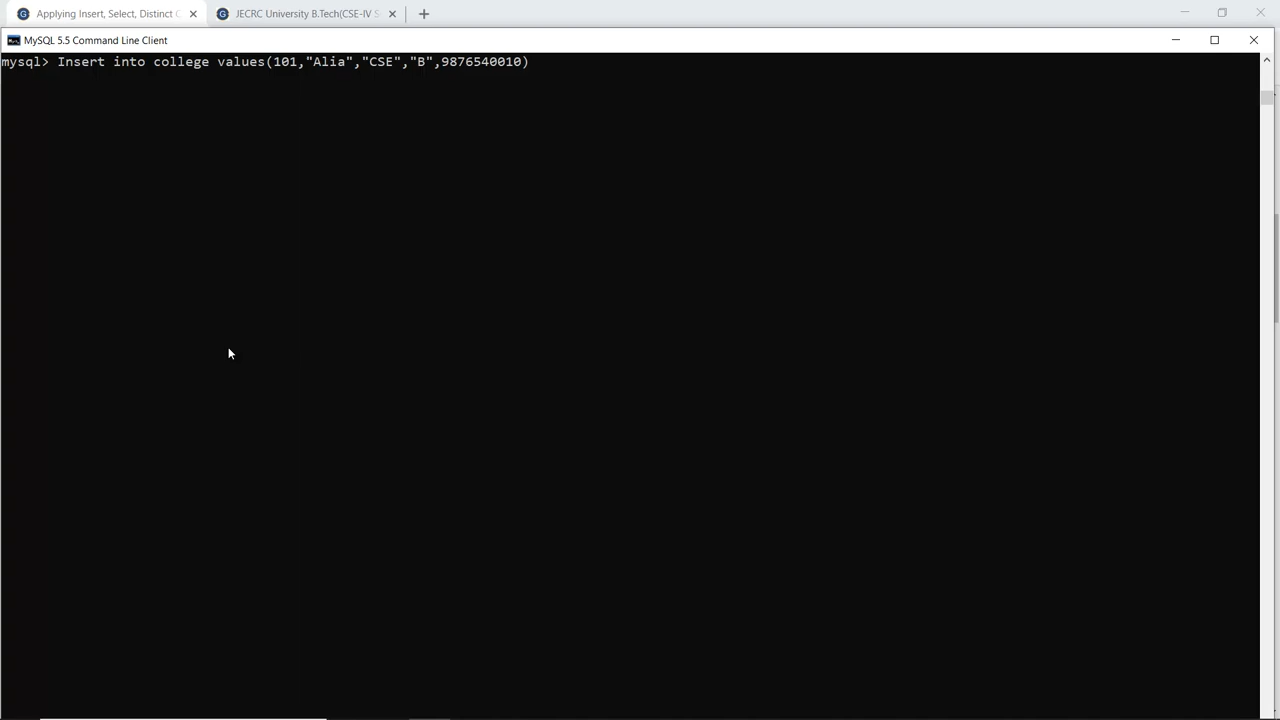 Applying Insert, Select, Distinct
JECRC University B.Tech(CSE-IV S
MySQL 5.5 Command Line Client
mysql> Insert into college values(101,"Alia","CSE","B",9876540010)